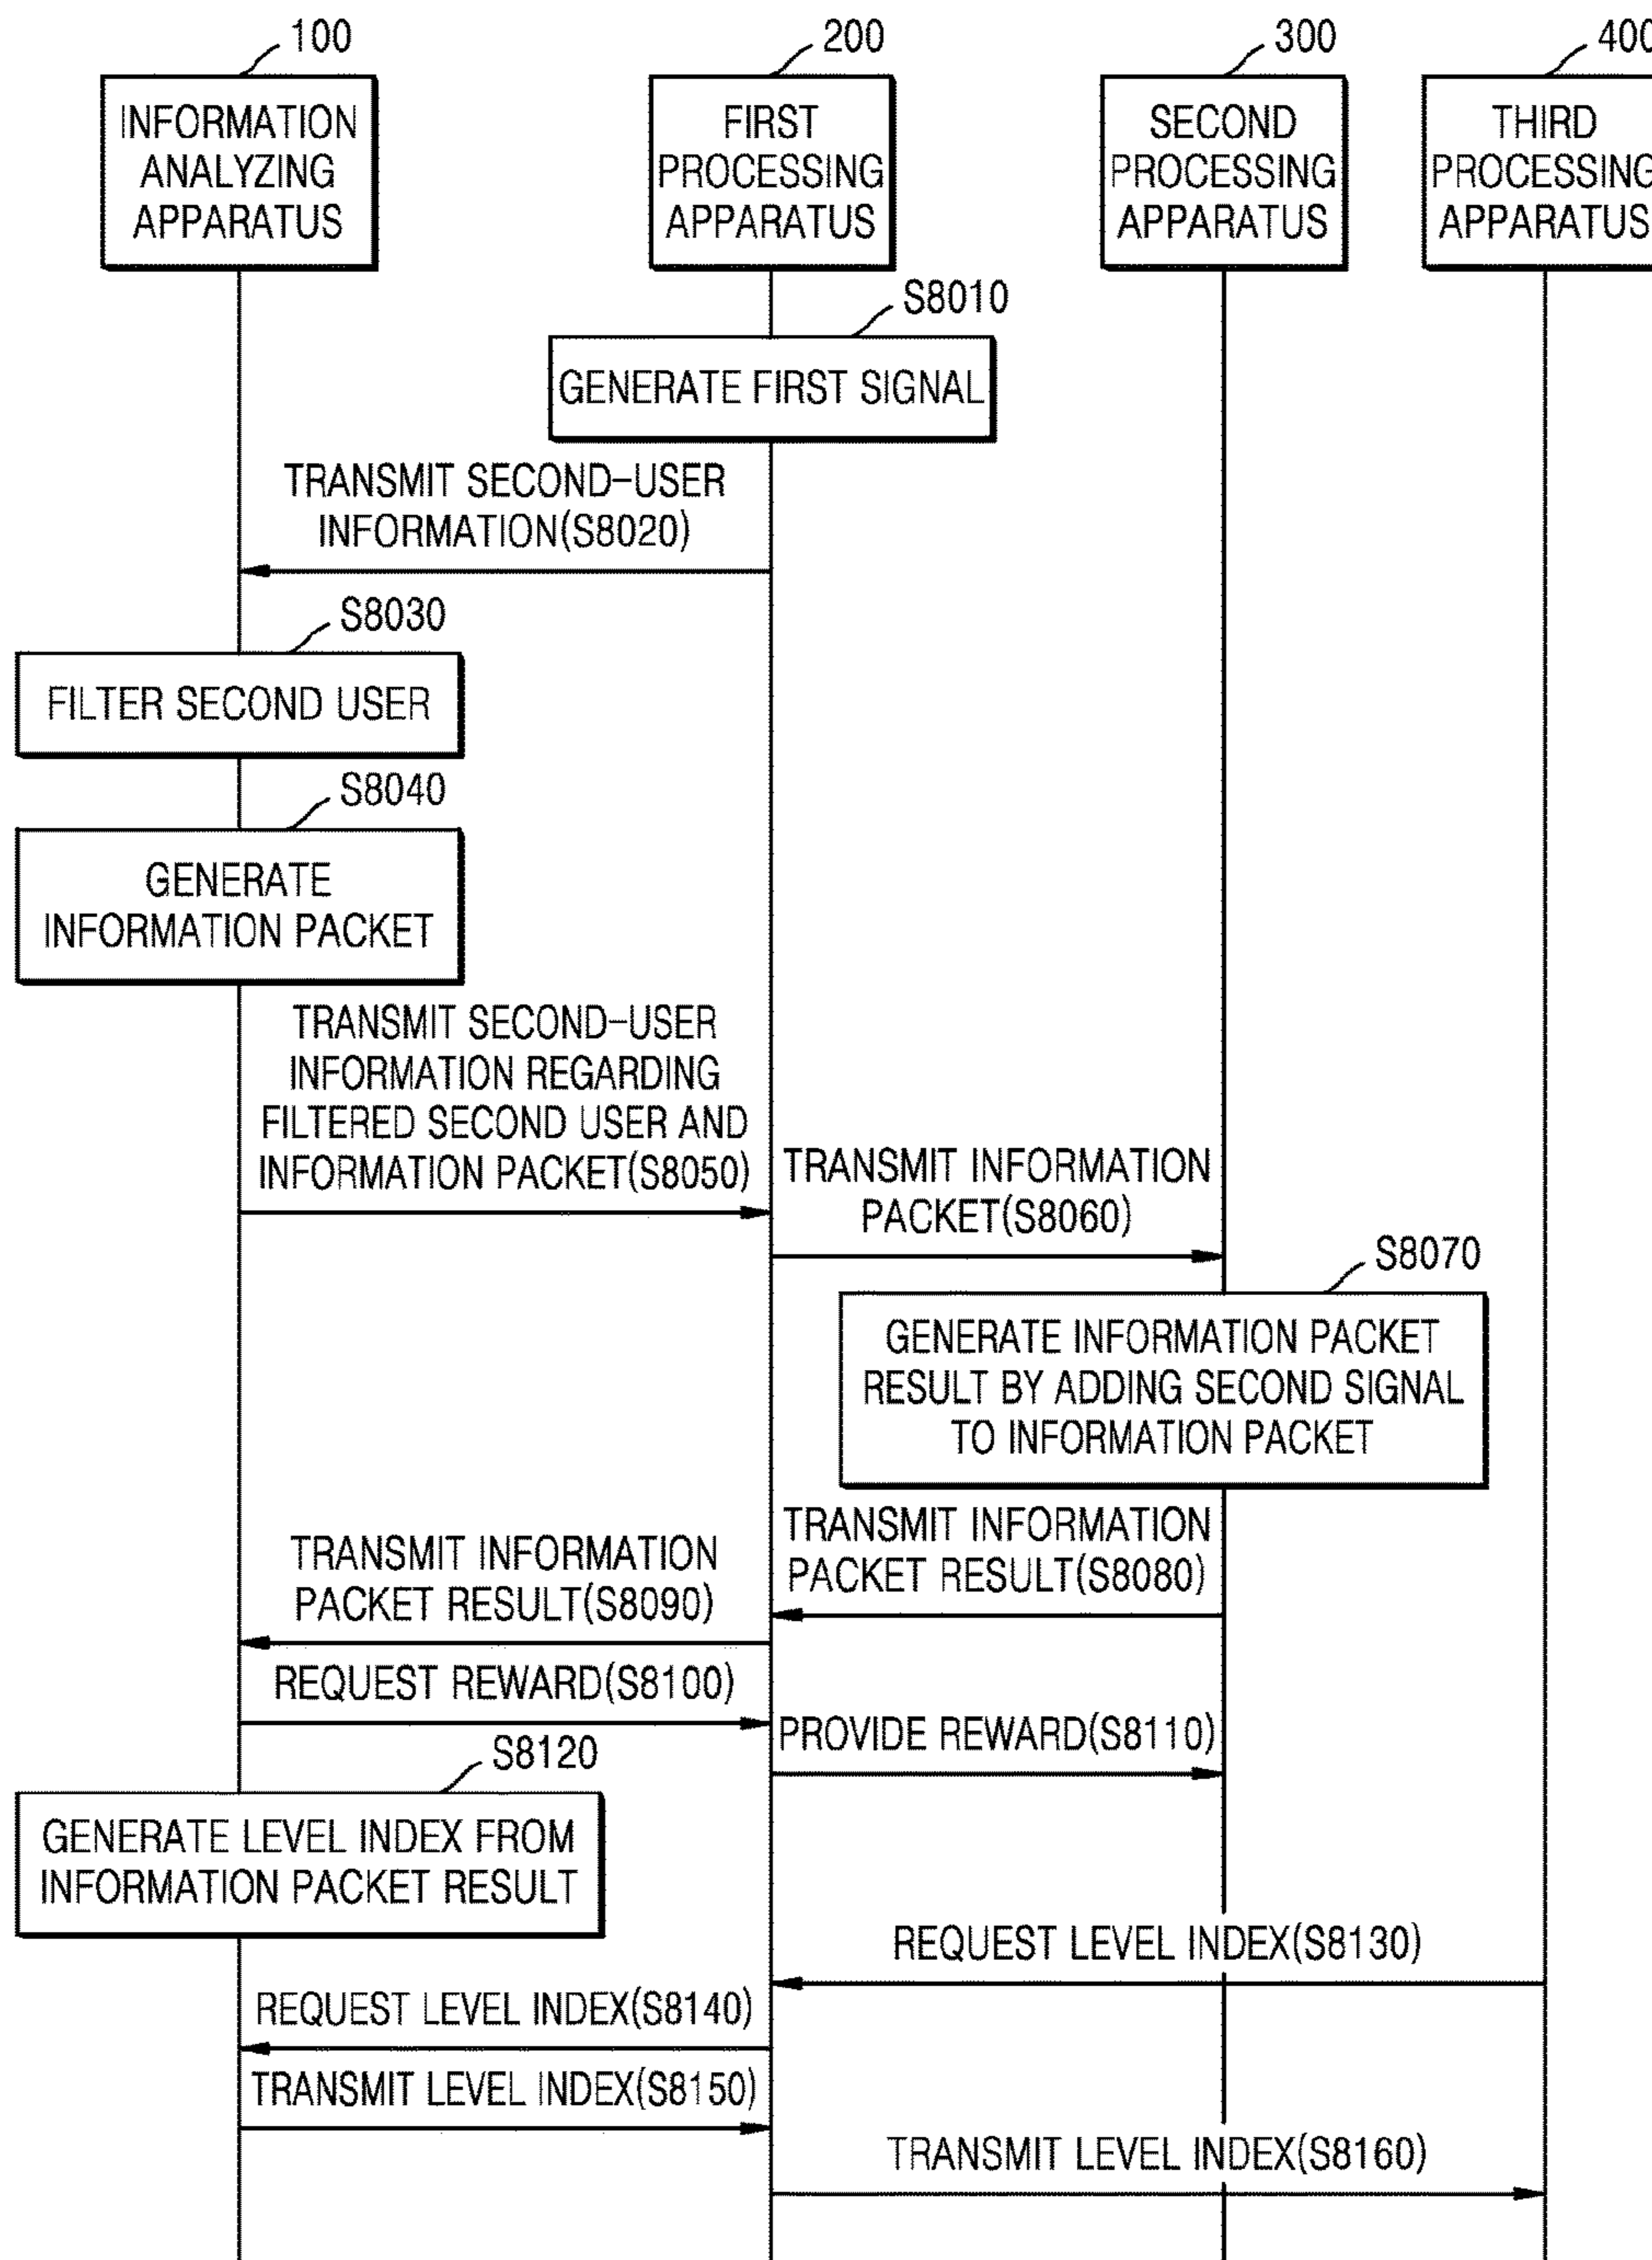 100
200
300
400
INFORMATION
ANALYZING
APPARATUS
FIRST
PROCESSING
APPARATUS
SECOND
PROCESSING
APPARATUS
THIRD
PROCESSING
APPARATUS
S8010
GENERATE FIRST SIGNAL
TRANSMIT SECOND-USER
INFORMATION(S8020)
S8030
FILTER SECOND USER
S8040
GENERATE
INFORMATION PACKET
TRANSMIT SECOND-USER
INFORMATION REGARDING
FILTERED SECOND USER AND
INFORMATION PACKET(S8050)
TRANSMIT INFORMATION
PACKET(S8060)
S8070
GENERATE INFORMATION PACKET
RESULT BY ADDING SECOND SIGNAL
TO INFORMATION PACKET
TRANSMIT INFORMATION
PACKET RESULT(S8080)
TRANSMIT INFORMATION
PACKET RESULT(S8090)
REQUEST REWARD(S8100)
PROVIDE REWARD(S8110)
S8120
GENERATE LEVEL INDEX FROM
INFORMATION PACKET RESULT
REQUEST LEVEL INDEX(S8130)
REQUEST LEVEL INDEX(S8140)
TRANSMIT LEVEL INDEX(S8150)
TRANSMIT LEVEL INDEX(S8160)